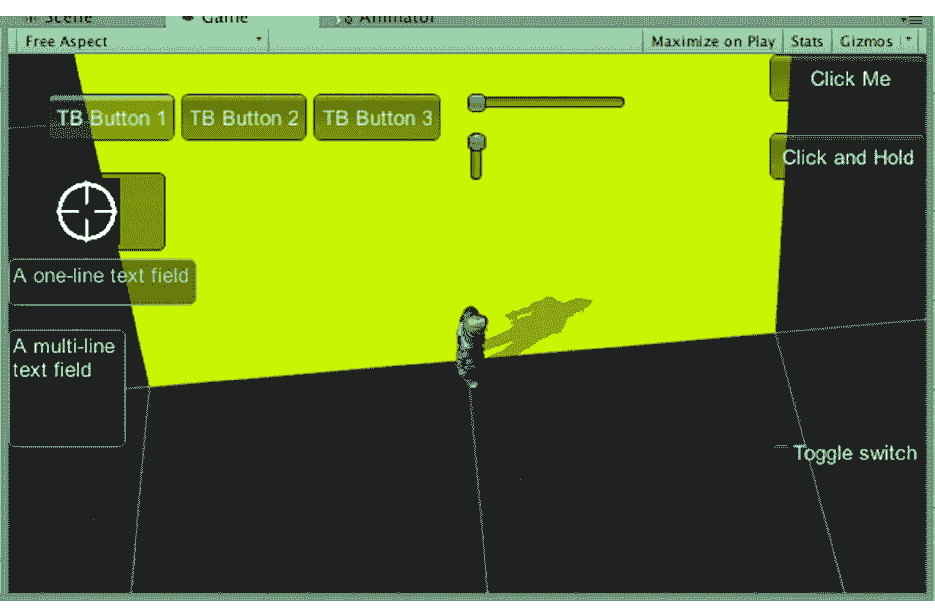 Scene Game Animator
Free Aspect Maximize on Play Stats Gizmos
Click Me
TB Button 1 TB Button 2 TB Button 3
Click and Hold
A one-line text field
A multi-line
text field
Toggle switch